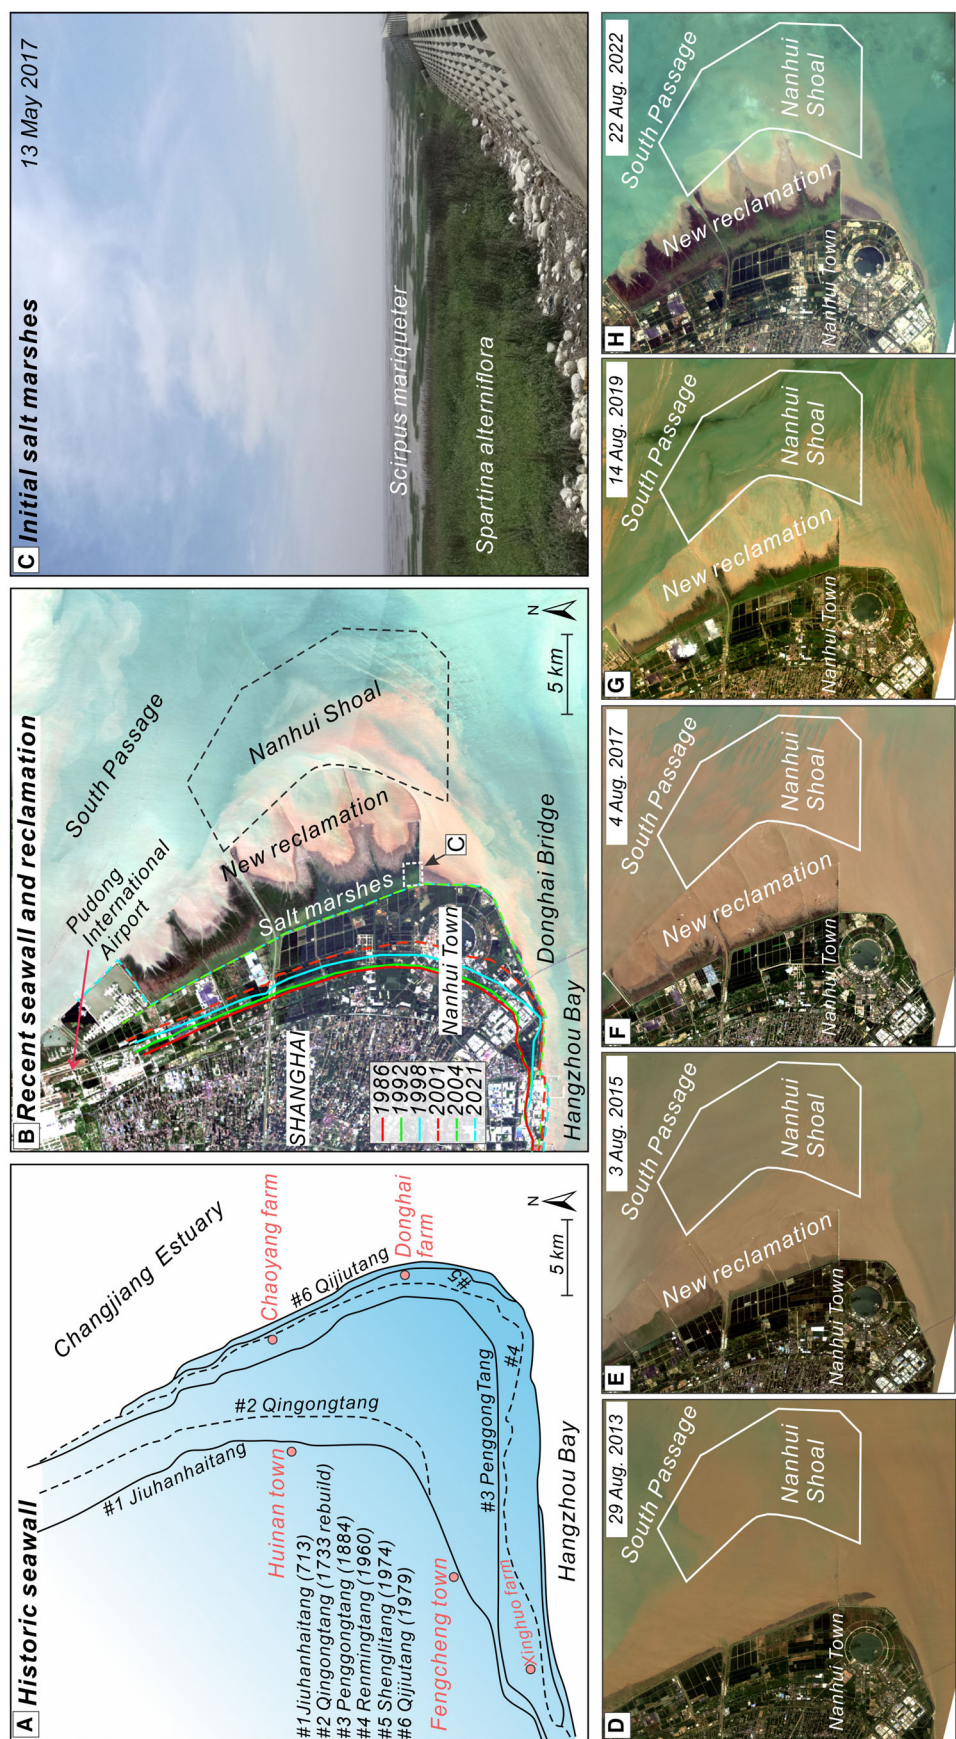 A Historic seawall
Changjiang Estuary
#1 Jiuhanhaitang
#2 Qingongtang
Huinan town
Chaoyang farm
#6 Qijiutang
Donghai
farm
#5
#4
#3 PenggongTang
#1Jiuhanhaitang (713)
#2 Qingongtang (1733 rebuild)
#3 Penggongtang (1884)
#4 Renmingtang (1960)
#5 Shenglitang (1974)
#6 Qijiutang (1979)
Fengcheng town
Xinghuo farm
Hangzhou Bay
N
5 km
B Recent seawall and reclamation
Pudong
International
Airport
South Passage
SHANGHAI
New reclamation
Nanhui Shoal
Salt marshes
C
Nanhui Town
1986
1992
1998
2001
2004
2021
Hangzhou Bay
Donghai Bridge
5 km
N
C Initial salt marshes
13 May 2017
Scirpus mariqueter
Spartina alterniflora
D
29 Aug. 2013
South Passage
Nanhui
Shoal
Nanhui Town
E
3 Aug. 2015
South Passage
New reclamation
Nanhui
Shoal
Nanhui Town
F
4 Aug. 2017
South Passage
New reclamation
Nanhui
Shoal
Nanhui Town
G
14 Aug. 2019
South Passage
New reclamation
Nanhui
Shoal
Nanhui Town
H
22 Aug. 2022
South Passage
New reclamation
Nanhui
Shoal
Nanhui Town